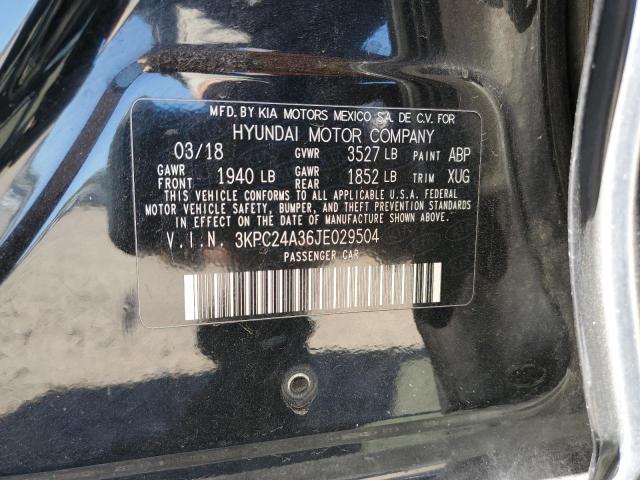 MFD. BY KIA MOTORS MEXICO S.A. DE C.V. FOR
HYUNDAI MOTOR COMPANY
03/18 GVWR 3527 LB PAINT ABP
GAWR FRONT 1940 LB GAWR REAR 1852 LB TRIM XUG
THIS VEHICLE CONFORMS TO ALL APPLICABLE U.S.A. FEDERAL
MOTOR VEHICLE SAFETY, BUMPER, AND THEFT PREVENTION STANDARDS
IN EFFECT ON THE DATE OF MANUFACTURE SHOWN ABOVE.
V.I.N. 3KPC24A36JE029504
PASSENGER CAR